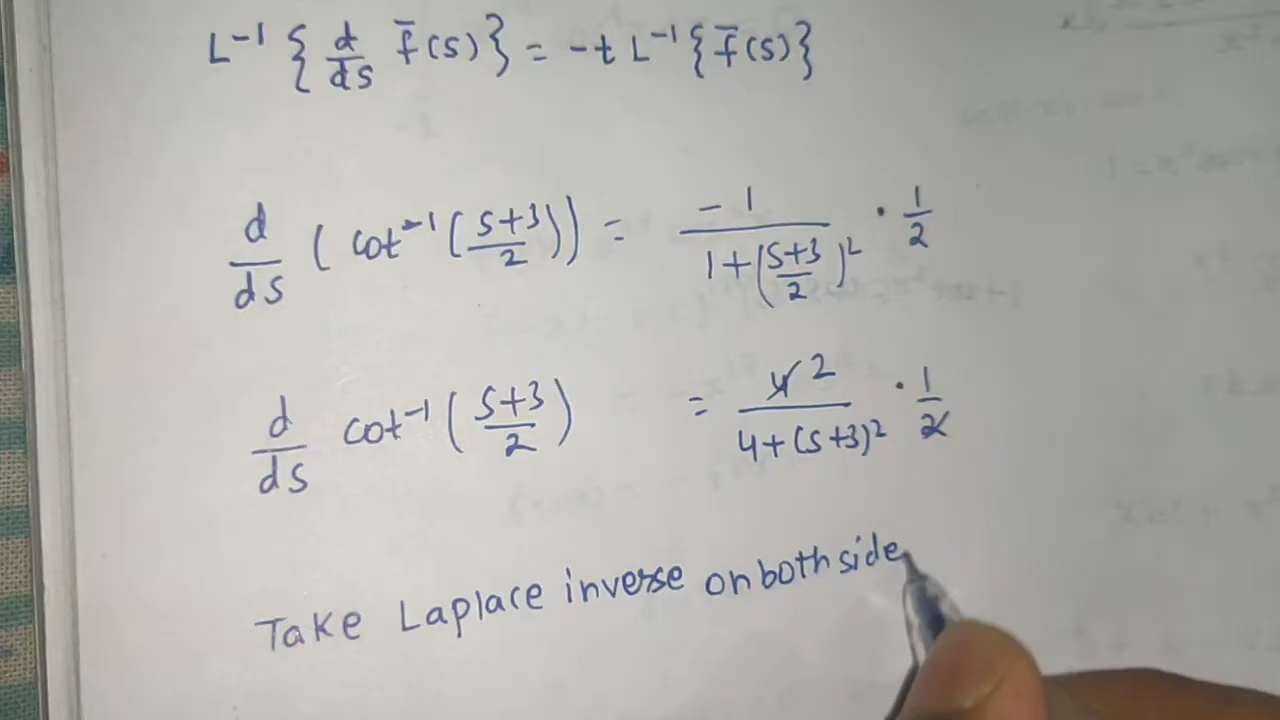 L⁻¹ { d/ds f̄(s) } = -t L⁻¹ { f̄(s) }
d/ds ( cot⁻¹ ( (s+3)/2 ) ) = -1 / ( 1 + ( (s+3)/2 )² ) · 1/2
d/ds cot⁻¹ ( (s+3)/2 ) = 4̸ 2 / ( 4+(s+3)² ) · 1/2̸
Take Laplace inverse on both side